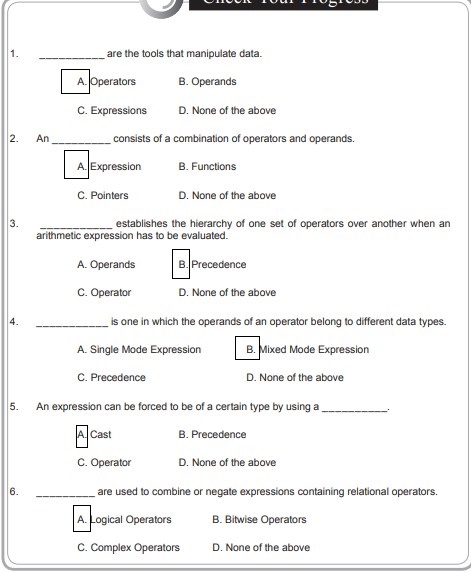 Check Your Progress
1. __________ are the tools that manipulate data.
A. Operators B. Operands
C. Expressions D. None of the above
2. An _________ consists of a combination of operators and operands.
A. Expression B. Functions
C. Pointers D. None of the above
3. ___________ establishes the hierarchy of one set of operators over another when an
arithmetic expression has to be evaluated.
A. Operands B. Precedence
C. Operator D. None of the above
4. ___________ is one in which the operands of an operator belong to different data types.
A. Single Mode Expression B. Mixed Mode Expression
C. Precedence D. None of the above
5. An expression can be forced to be of a certain type by using a __________.
A. Cast B. Precedence
C. Operator D. None of the above
6. _________ are used to combine or negate expressions containing relational operators.
A. Logical Operators B. Bitwise Operators
C. Complex Operators D. None of the above